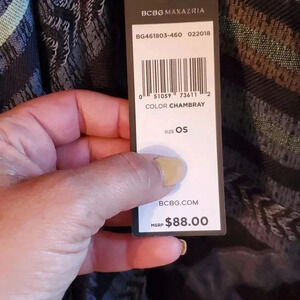 BCBGMAXAZRIA
BG461803-460 022018
0 51059 73611 2
COLOR CHAMBRAY
SIZE OS
BCBG.COM
MSRP $88.00